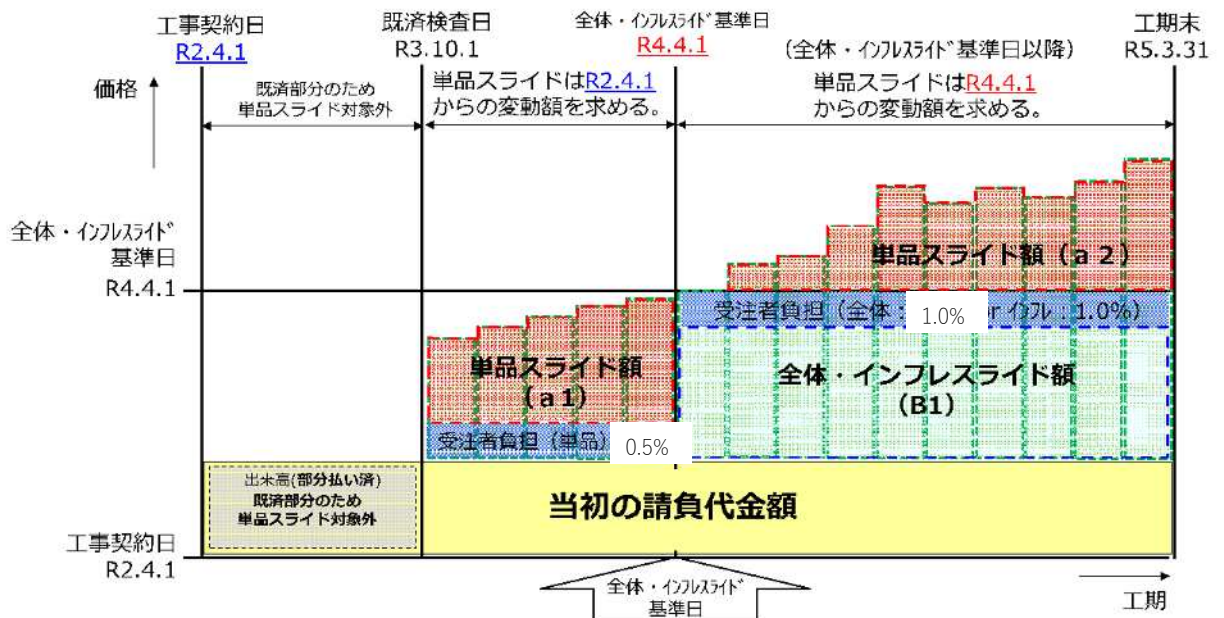 工事契約日
R2.4.1
既済検査日
R3.10.1
全体・インフレスライド基準日
R4.4.1
(全体・インフレスライド基準日以降)
工期末
R5.3.31
価格
既済部分のため
単品スライド対象外
単品スライドはR2.4.1
からの変動額を求める。
単品スライドはR4.4.1
からの変動額を求める。
全体・インフレスライド
基準日
R4.4.1
単品スライド額（a２）
受注者負担（全体： 1.0% or インフレ：1.0%）
単品スライド額
（a1）
全体・インフレスライド額
（B1）
受注者負担（単品） 0.5%
出来高(部分払い済)
既済部分のため
単品スライド対象外
当初の請負代金額
工事契約日
R2.4.1
全体・インフレスライド
基準日
工期